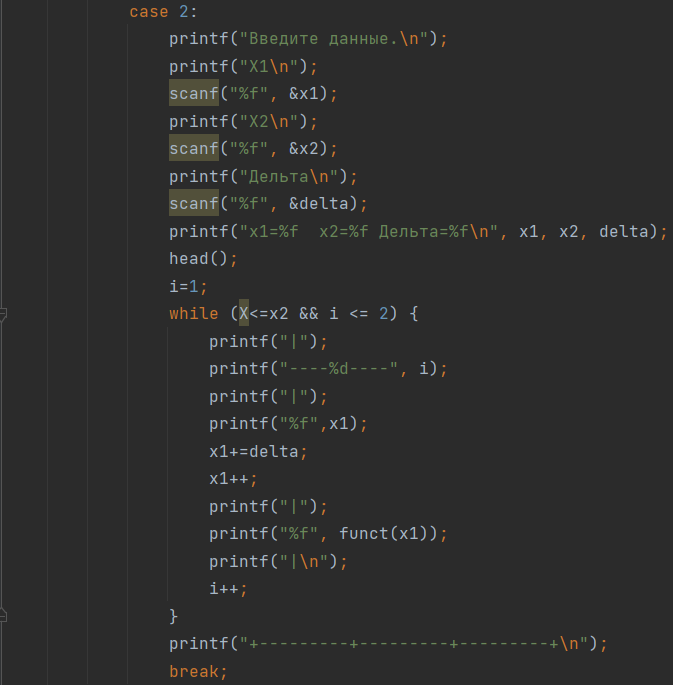 case 2:
printf("Введите данные.\n");
printf("X1\n");
scanf("%f", &x1);
printf("X2\n");
scanf("%f", &x2);
printf("Дельта\n");
scanf("%f", &delta);
printf("x1=%f  x2=%f Дельта=%f\n", x1, x2, delta);
head();
i=1;
while (X<=x2 && i <= 2) {
printf("|");
printf("----%d----", i);
printf("|");
printf("%f",x1);
x1+=delta;
x1++;
printf("|");
printf("%f", funct(x1));
printf("|\n");
i++;
}
printf("+---------+---------+---------+\n");
break;